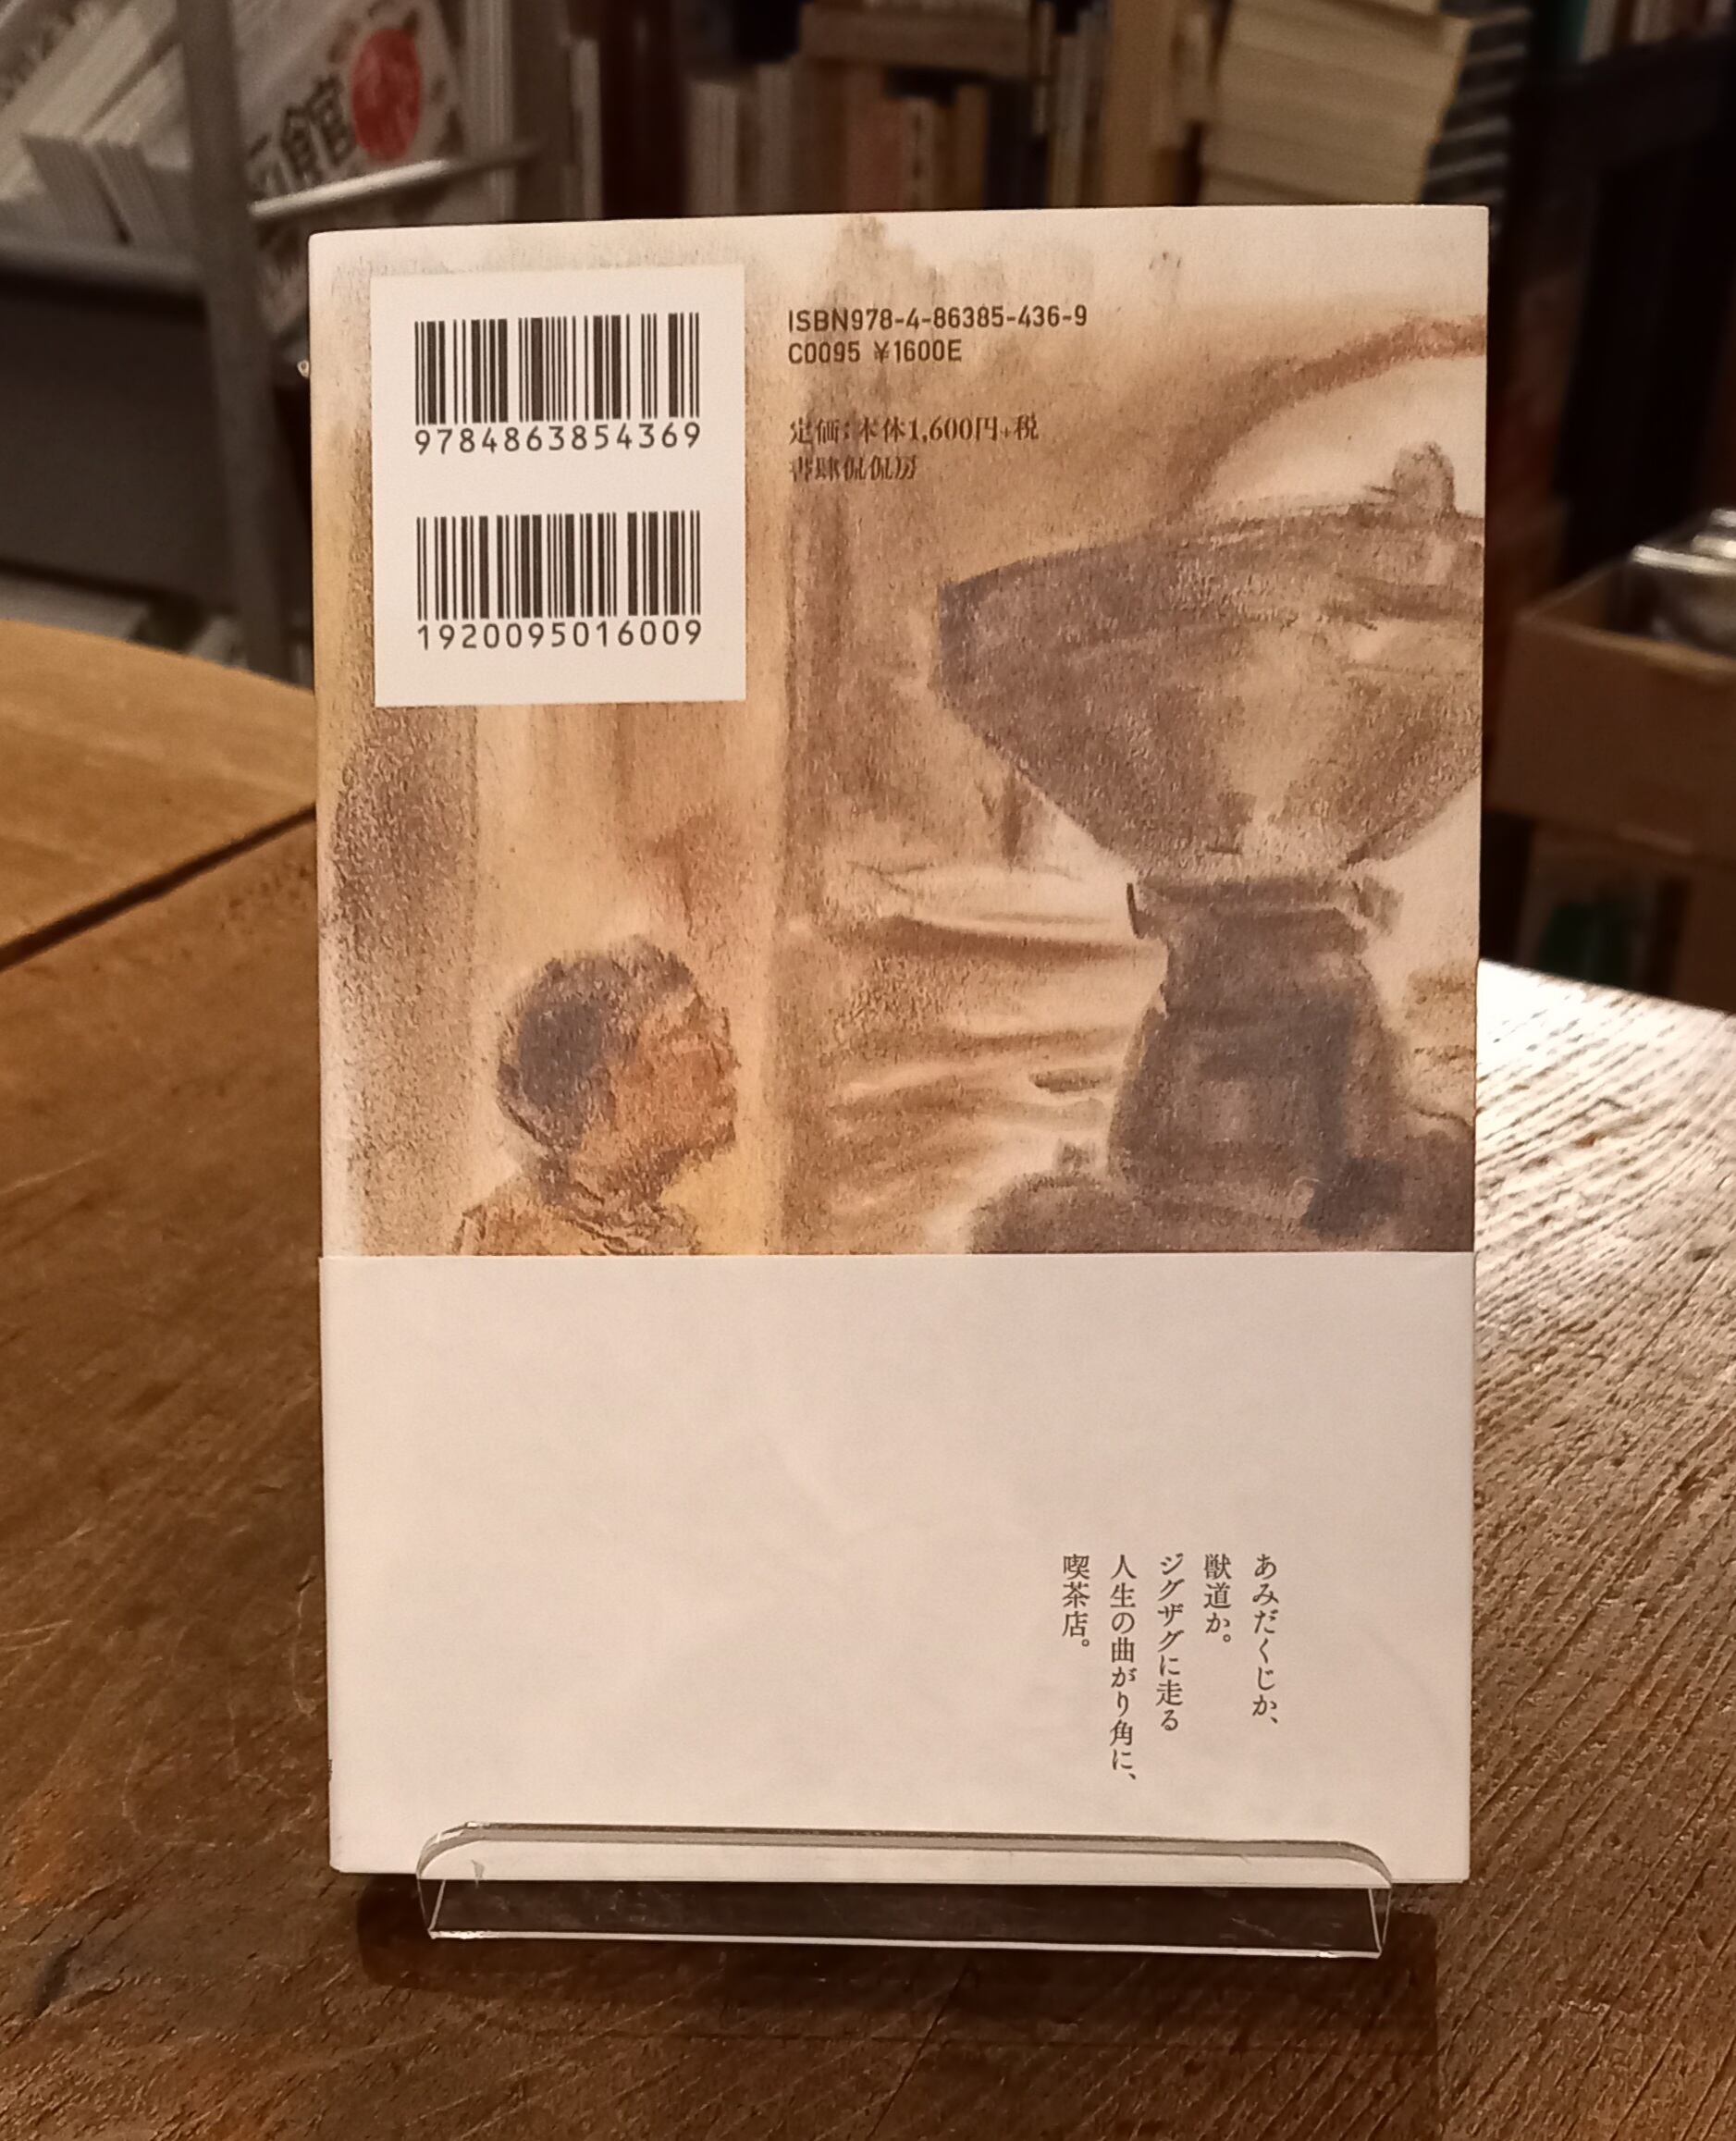 館
9784863854369
1920095016009
ISBN978-4-86385-436-9
C0095 ¥1600E
定価：本体1,600円+税
書肆侃侃房
あみだくじか、
獣道か。
ジグザグに走る
人生の曲がり角に、
喫茶店。